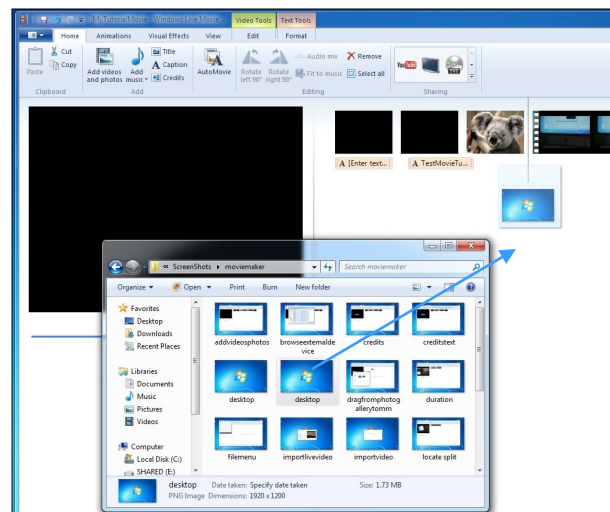 MyTutorialMovie - Windows Live Movie
Video Tools
Text Tools
Home
Animations
Visual Effects
View
Edit
Format
Paste
Cut
Copy
Clipboard
Add videos
and photos
Add
music
Title
Caption
Credits
Add
AutoMovie
Rotate
left 90°
Rotate
right 90°
Audio mix
Fit to music
Remove
Select all
Editing
You Tube
Sharing
A [Enter text...]
A TestMovieTu...
« ScreenShots
moviemaker
Search moviemaker
Organize
Open
Print
Burn
New folder
Favorites
Desktop
Downloads
Recent Places
Libraries
Documents
Music
Pictures
Videos
Computer
Local Disk (C:)
SHARED (E:)
addvideosphotos
browseexternalde
vice
credits
creditstext
desktop
desktop
dragfromphotog
allerytomm
duration
filemenu
importlivevideo
importvideo
locate split
desktop
PNG Image
Date taken: Specify date taken
Dimensions: 1920 x 1200
Size: 1.73 MB